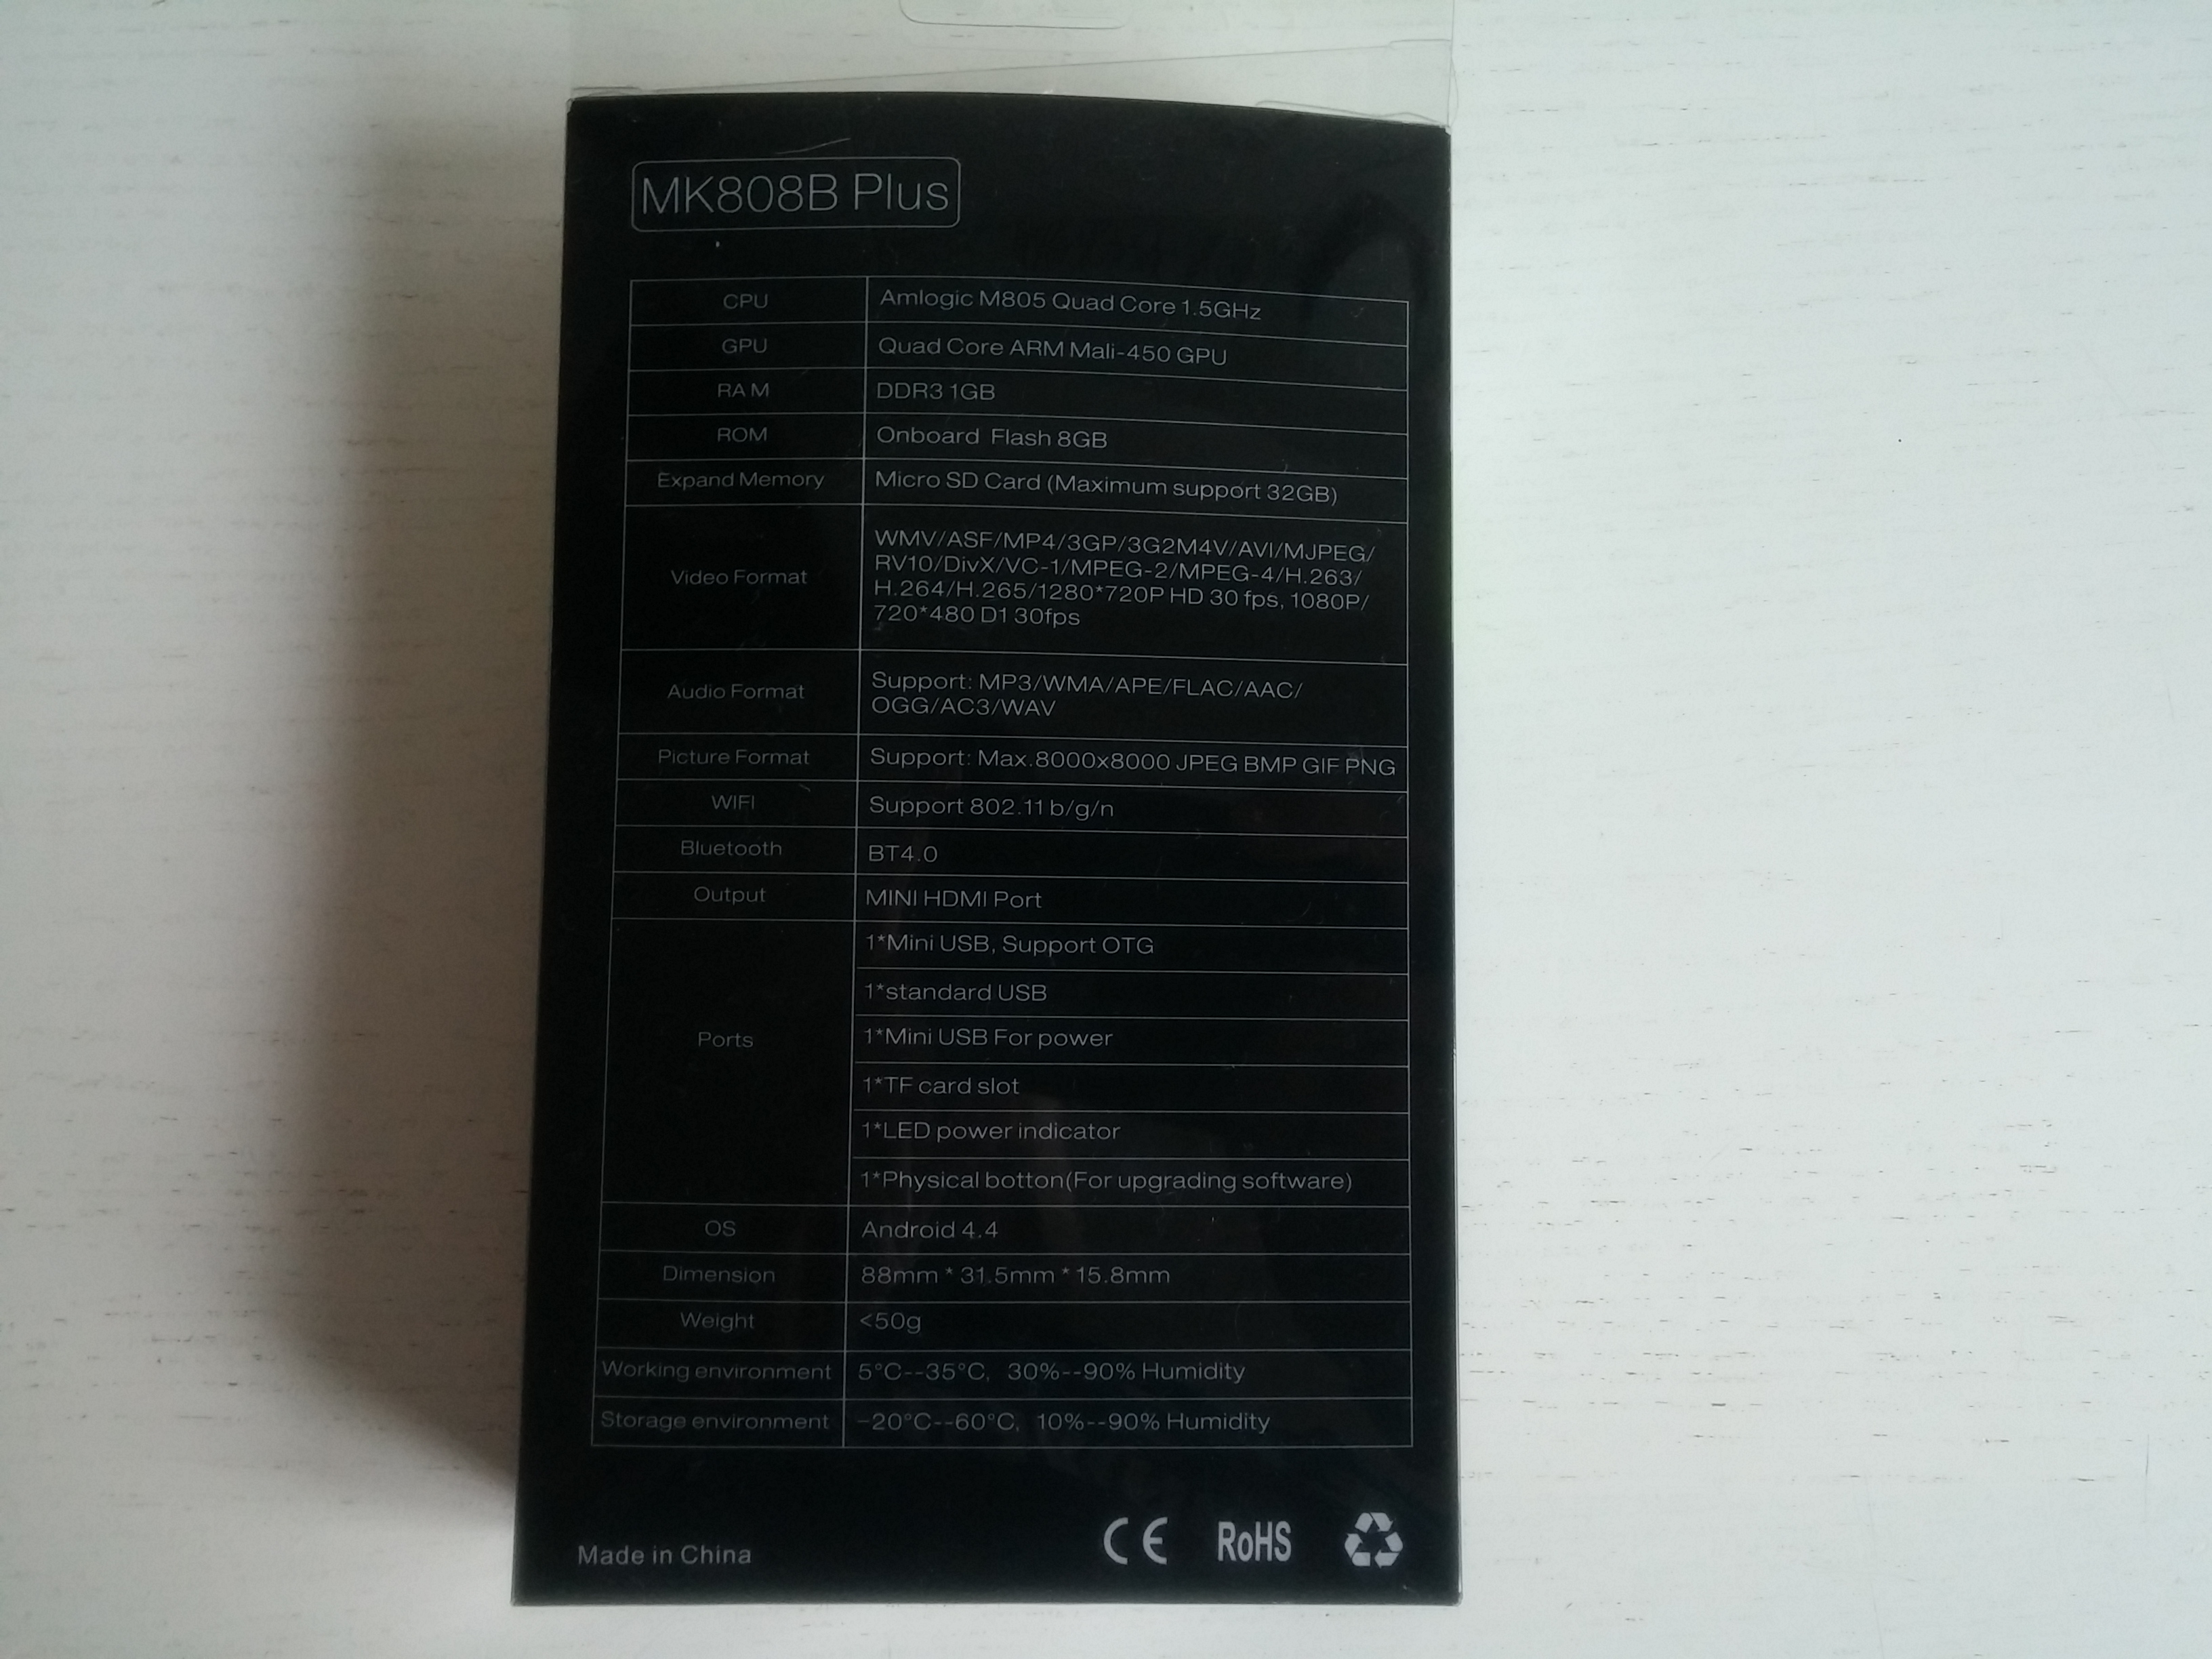 MK808B Plus
CPU Amlogic M805 Quad Core 1.5GHz
GPU Quad Core ARM Mali-450 GPU
RAM DDR3 1GB
ROM Onboard Flash 8GB
Expand Memory Micro SD Card (Maximum support 32GB)
Video Format
WMV/ASF/MP4/3GP/3G2M4V/AVI/MJPEG/
RV10/DivX/VC-1/MPEG-2/MPEG-4/H.263/
H.264/H.265/1280*720P HD 30 fps, 1080P/
720*480 D1 30fps
Audio Format
Support: MP3/WMA/APE/FLAC/AAC/
OGG/AC3/WAV
Picture Format Support: Max.8000x8000 JPEG BMP GIF PNG
WIFI Support 802.11 b/g/n
Bluetooth BT4.0
Output MINI HDMI Port
Ports
1*Mini USB, Support OTG
1*standard USB
1*Mini USB For power
1*TF card slot
1*LED power indicator
1*Physical botton(For upgrading software)
OS Android 4.4
Dimension 88mm * 31.5mm * 15.8mm
Weight <50g
Working environment 5°C--35°C, 30%--90% Humidity
Storage environment -20°C--60°C, 10%--90% Humidity
Made in China CE RoHS